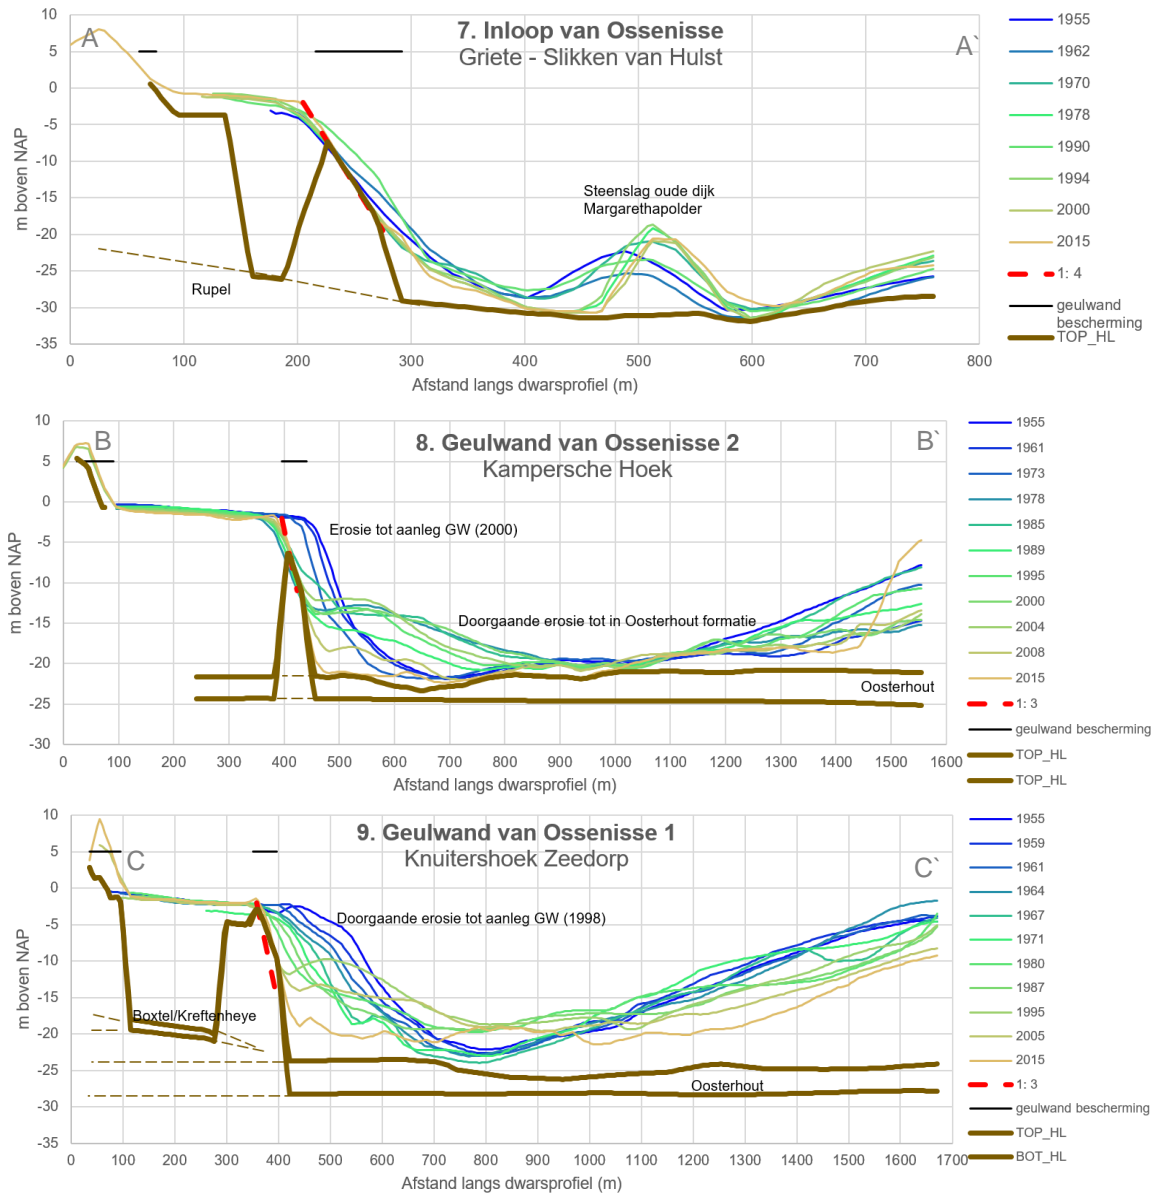 7. Inloop van Ossenisse
Griete - Slikken van Hulst
A
A`
m boven NAP
10
5
0
-5
-10
-15
-20
-25
-30
-35
Steenslag oude dijk
Margarethapolder
Rupel
0 100 200 300 400 500 600 700 800
Afstand langs dwarsprofiel (m)
1955
1962
1970
1978
1990
1994
2000
2015
1: 4
geulwand
bescherming
TOP_HL
8. Geulwand van Ossenisse 2
Kampersche Hoek
B
B`
m boven NAP
10
5
0
-5
-10
-15
-20
-25
-30
Erosie tot aanleg GW (2000)
Doorgaande erosie tot in Oosterhout formatie
Oosterhout
0 100 200 300 400 500 600 700 800 900 1000 1100 1200 1300 1400 1500 1600
Afstand langs dwarsprofiel (m)
1955
1961
1973
1978
1985
1989
1995
2000
2004
2008
2015
1: 3
geulwand bescherming
TOP_HL
TOP_HL
9. Geulwand van Ossenisse 1
Knuitershoek Zeedorp
C
C`
m boven NAP
10
5
0
-5
-10
-15
-20
-25
-30
-35
Doorgaande erosie tot aanleg GW (1998)
Boxtel/Kreftenheye
Oosterhout
0 100 200 300 400 500 600 700 800 900 1000 1100 1200 1300 1400 1500 1600 1700
Afstand langs dwarsprofiel (m)
1955
1959
1961
1964
1967
1971
1980
1987
1995
2005
2015
1: 3
geulwand bescherming
TOP_HL
BOT_HL